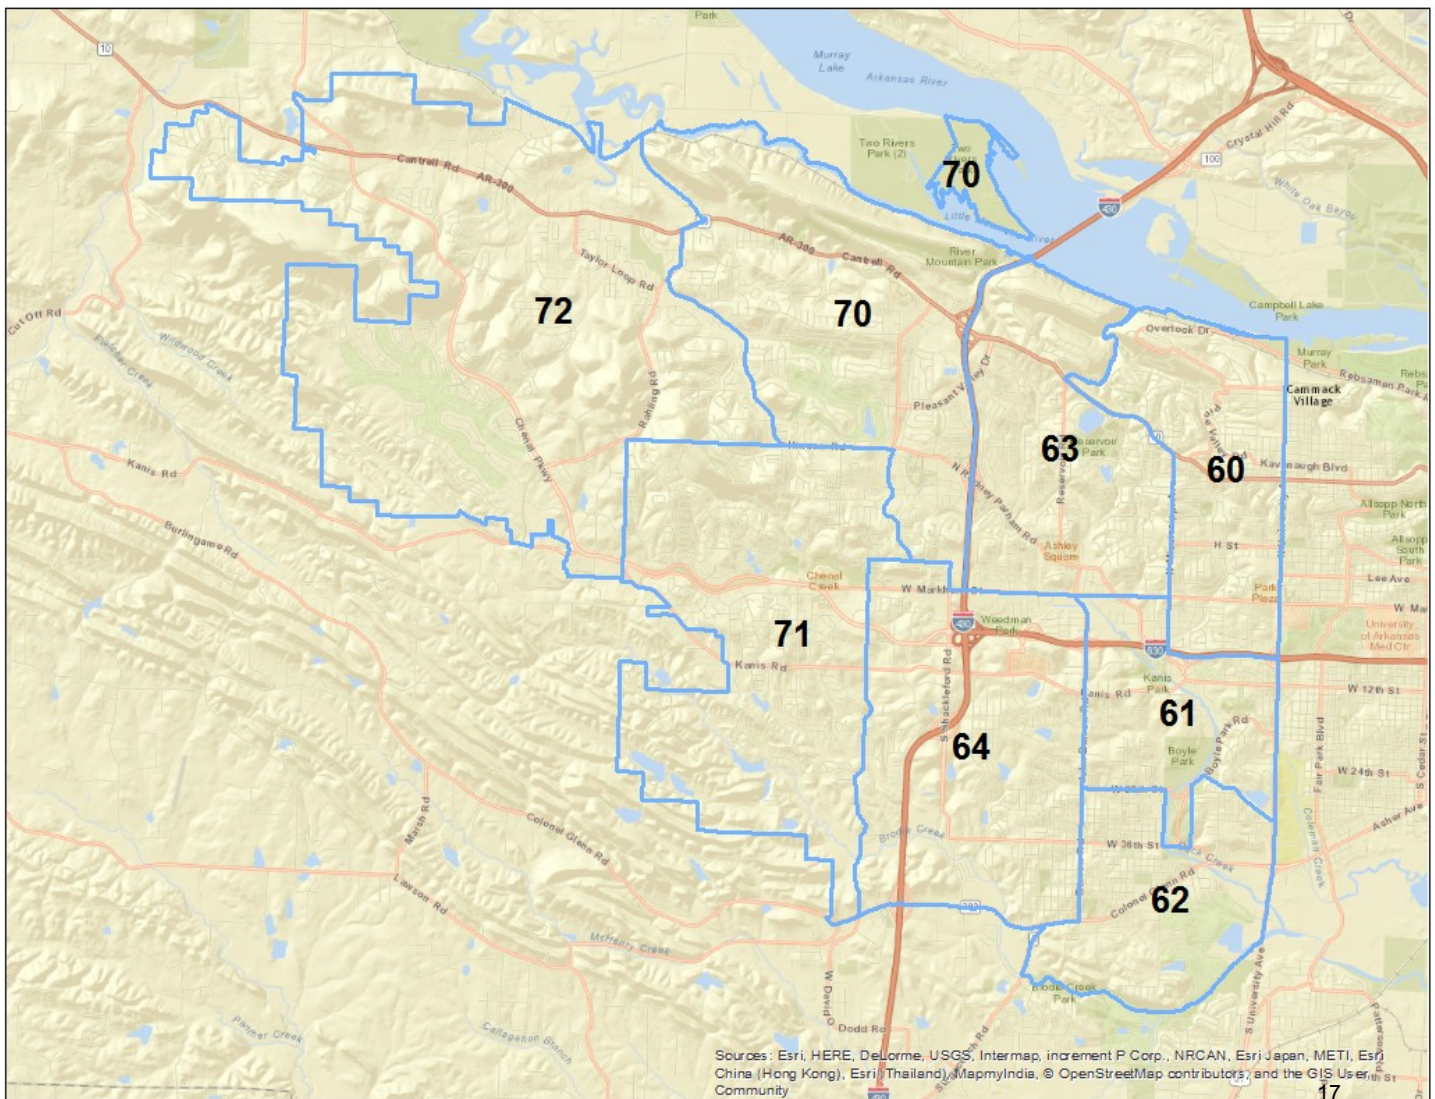 Park
10
Murray
Lake
Arkansas River
Crystal Hill Rd
100
Two Rivers
Park (2)
70
White Oak Bayou
Cantrell Rd
AR-300
430
Little
River
AR-300
Cantrell Rd
River
Mountain Park
Taylor Loop Rd
72
70
Cut Off Rd
Fletcher Creek
Wildwood Creek
Campbell Lake
Park
Overlook Dr
Murray
Park
Rebsamen Park
Cammack
Village
Pleasant Valley Dr
Rahling Rd
Chenal Pkwy
63
Reservoir
Park
60
Kavanaugh Blvd
Kanis Rd
N Rodney Parham Rd
Allsopp North
Park
Burlingame Rd
Ashley
Square
H St
Allsopp
South
Park
Lee Ave
Chenal
Creek
W Markham St
Park
Plaza
W Mar
430
Weedman
Park
University
of Arkansas
Med Ctr
71
Kanis Rd
630
S Shackleford Rd
Kanis
Park
Kanis Rd
W 12th St
61
64
Boyle
Park
Boyle Park Rd
Fair Park Blvd
W 24th St
S Cedar St
Asher Ave
Marsh Rd
Colonel Glenn Rd
Brodie Creek
W 36th St
Rock Creek
Coleman Creek
Lawson Rd
Colonel Glenn Rd
62
McHenry Creek
Brodie Creek
Park
S University Ave
W David O
Dodd Rd
Panther Creek
Callaghan Branch
Sources: Esri, HERE, DeLorme, USGS, Intermap, increment P Corp., NRCAN, Esri Japan, METI, Esri
China (Hong Kong), Esri (Thailand), MapmyIndia, © OpenStreetMap contributors, and the GIS User
Community
17